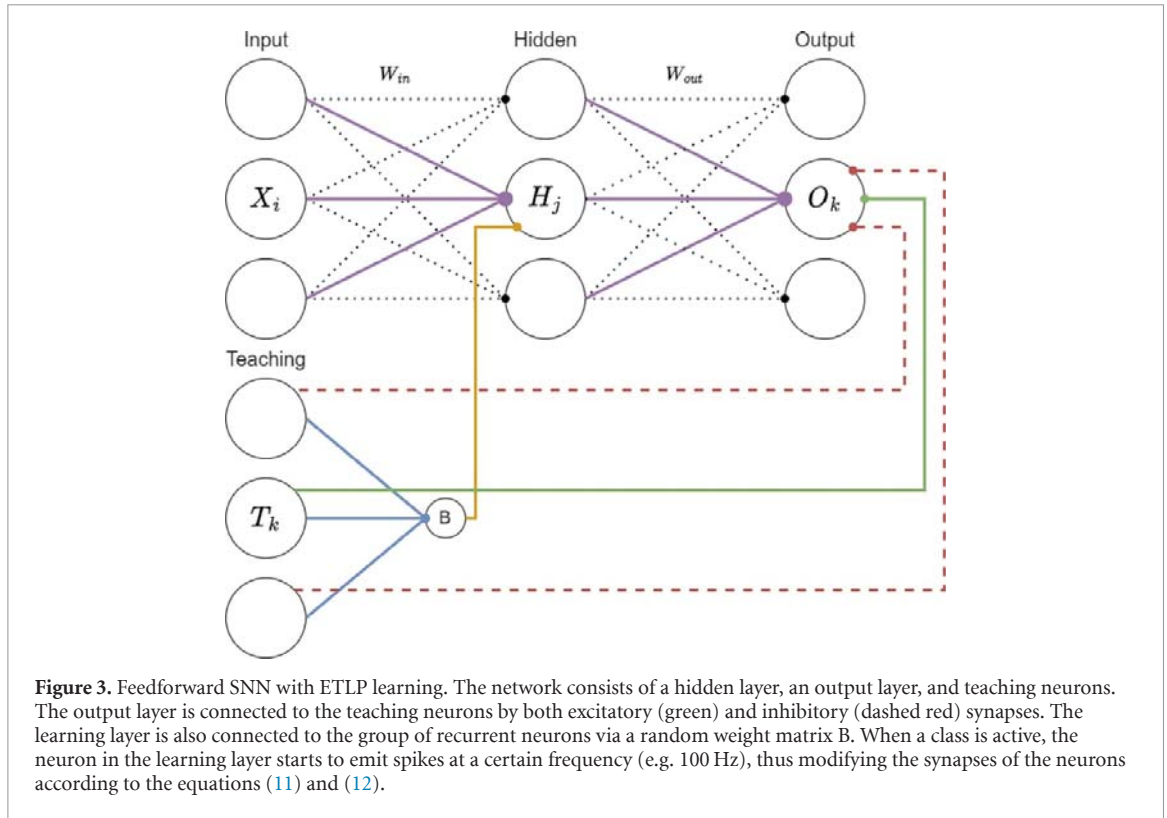 Input Hidden Output
W_in W_out
X_i H_j O_k
Teaching
T_k B
Figure 3. Feedforward SNN with ETLP learning. The network consists of a hidden layer, an output layer, and teaching neurons.
The output layer is connected to the teaching neurons by both excitatory (green) and inhibitory (dashed red) synapses. The
learning layer is also connected to the group of recurrent neurons via a random weight matrix B. When a class is active, the
neuron in the learning layer starts to emit spikes at a certain frequency (e.g. 100 Hz), thus modifying the synapses of the neurons
according to the equations (11) and (12).